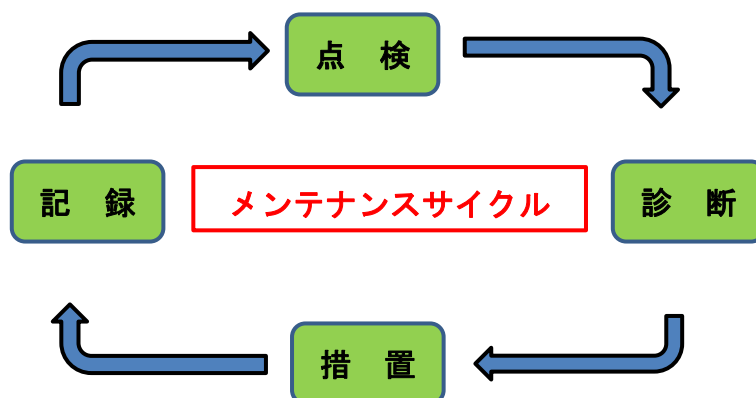 点　検
記　録
メンテナンスサイクル
診　断
措　置